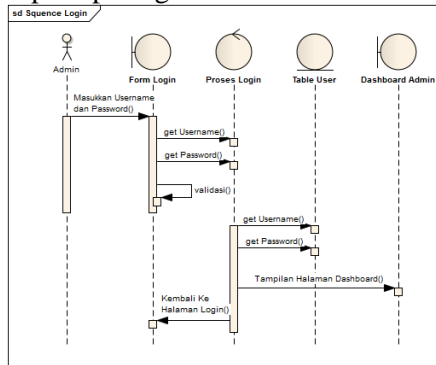 sd Squence Login
Admin
Form Login
Proses Login
Table User
Dashboard Admin
Masukkan Username
dan Password()
get Username()
get Password()
validasi()
get Username()
get Password()
Tampilan Halaman Dashboard()
Kembali Ke
Halaman Login()